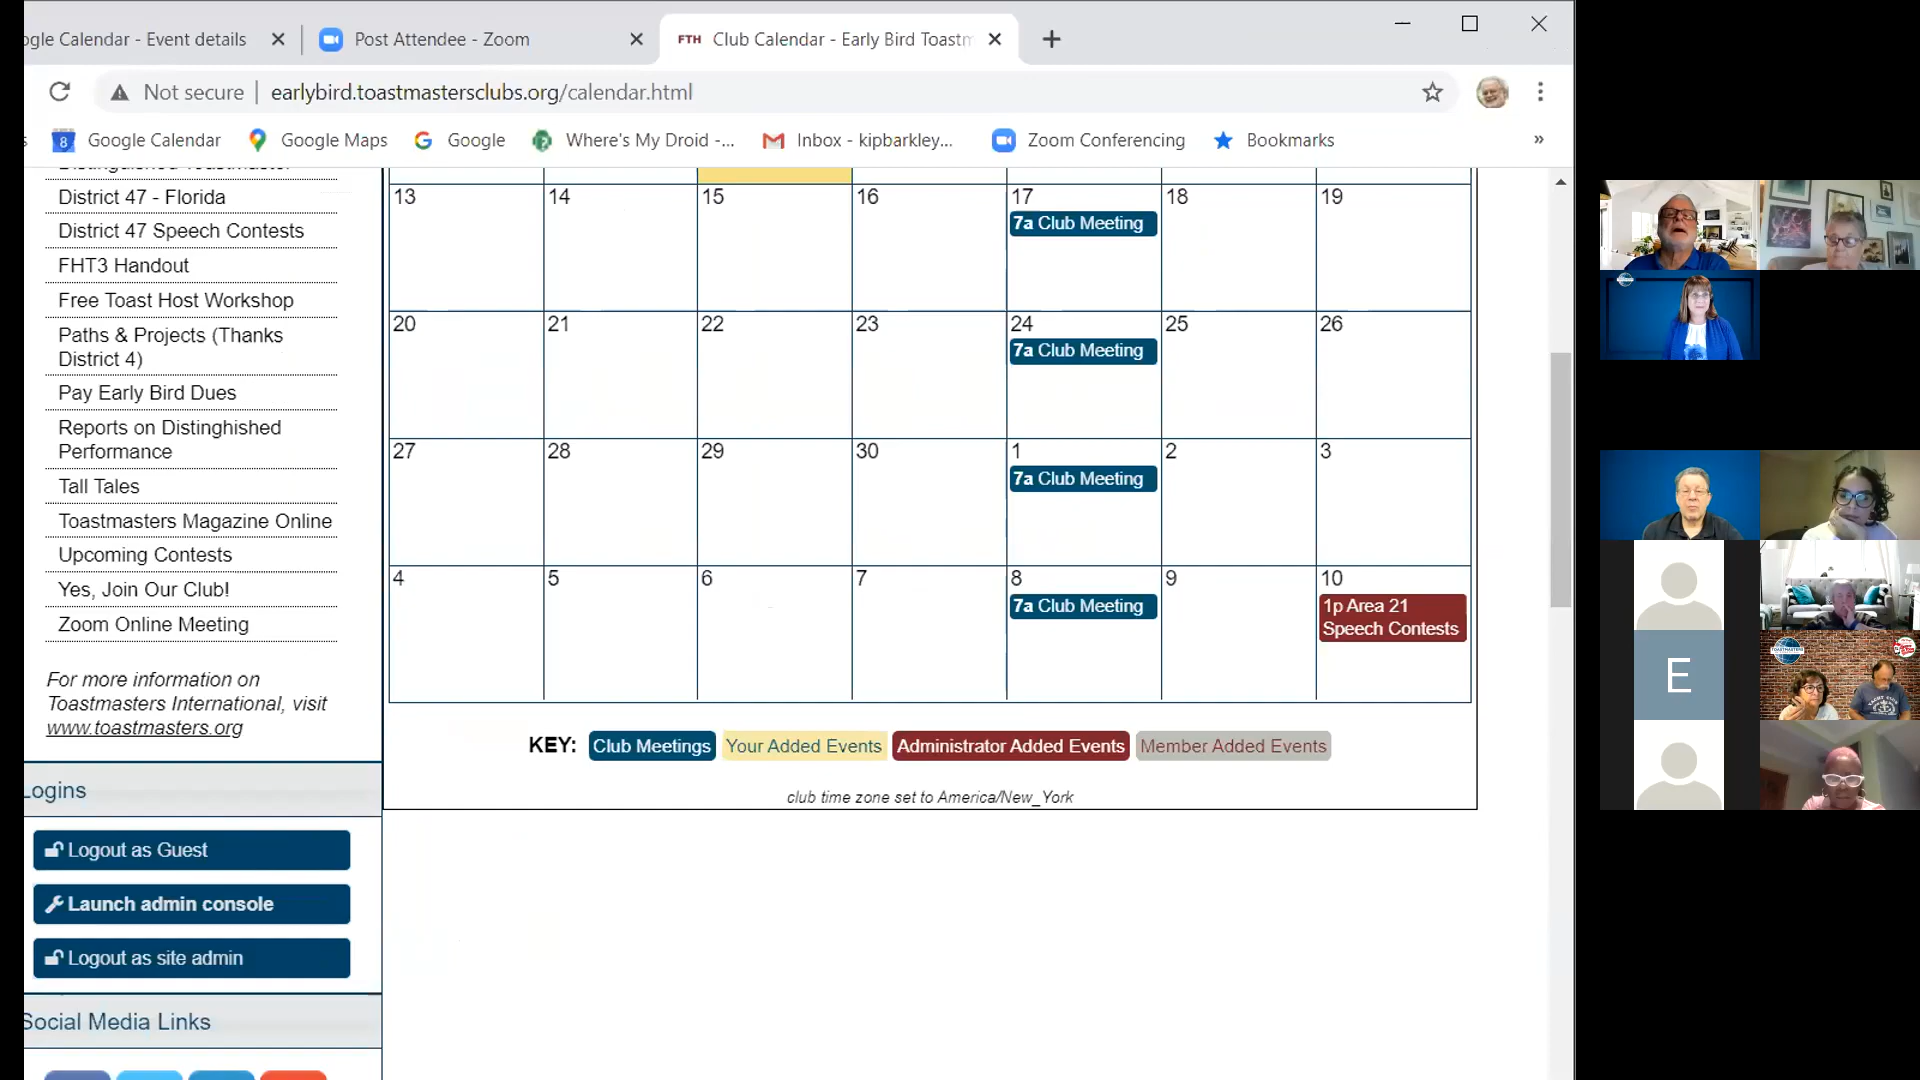 ogle Calendar - Event details
Post Attendee - Zoom
FTH Club Calendar - Early Bird Toastm
Not secure
earlybird.toastmastersclubs.org/calendar.html
s
8 Google Calendar
Google Maps
Google
Where's My Droid -...
Inbox - kipbarkley...
Zoom Conferencing
Bookmarks
»
Distinguished Toastmaster
District 47 - Florida
District 47 Speech Contests
FHT3 Handout
Free Toast Host Workshop
Paths & Projects (Thanks
District 4)
Pay Early Bird Dues
Reports on Distinghished
Performance
Tall Tales
Toastmasters Magazine Online
Upcoming Contests
Yes, Join Our Club!
Zoom Online Meeting
For more information on
Toastmasters International, visit
www.toastmasters.org
Logins
Logout as Guest
Launch admin console
Logout as site admin
Social Media Links
13 14 15 16 17 18 19
7a Club Meeting
20 21 22 23 24 25 26
7a Club Meeting
27 28 29 30 1 2 3
7a Club Meeting
4 5 6 7 8 9 10
7a Club Meeting
1p Area 21
Speech Contests
KEY: Club Meetings Your Added Events Administrator Added Events Member Added Events
club time zone set to America/New_York
E
TOASTMASTERS